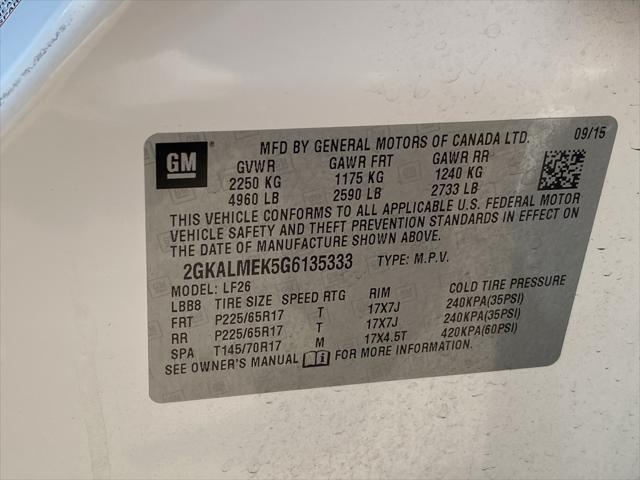 GM
MFD BY GENERAL MOTORS OF CANADA LTD. 09/15
GVWR GAWR FRT GAWR RR
2250 KG 1175 KG 1240 KG
4960 LB 2590 LB 2733 LB
THIS VEHICLE CONFORMS TO ALL APPLICABLE U.S. FEDERAL MOTOR
VEHICLE SAFETY AND THEFT PREVENTION STANDARDS IN EFFECT ON
THE DATE OF MANUFACTURE SHOWN ABOVE.
2GKALMEK5G6135333 TYPE: M.P.V.
MODEL: LF26
LBB8 TIRE SIZE SPEED RTG RIM COLD TIRE PRESSURE
FRT P225/65R17 T 17X7J 240KPA(35PSI)
RR P225/65R17 T 17X7J 240KPA(35PSI)
SPA T145/70R17 M 17X4.5T 420KPA(60PSI)
SEE OWNER'S MANUAL FOR MORE INFORMATION.